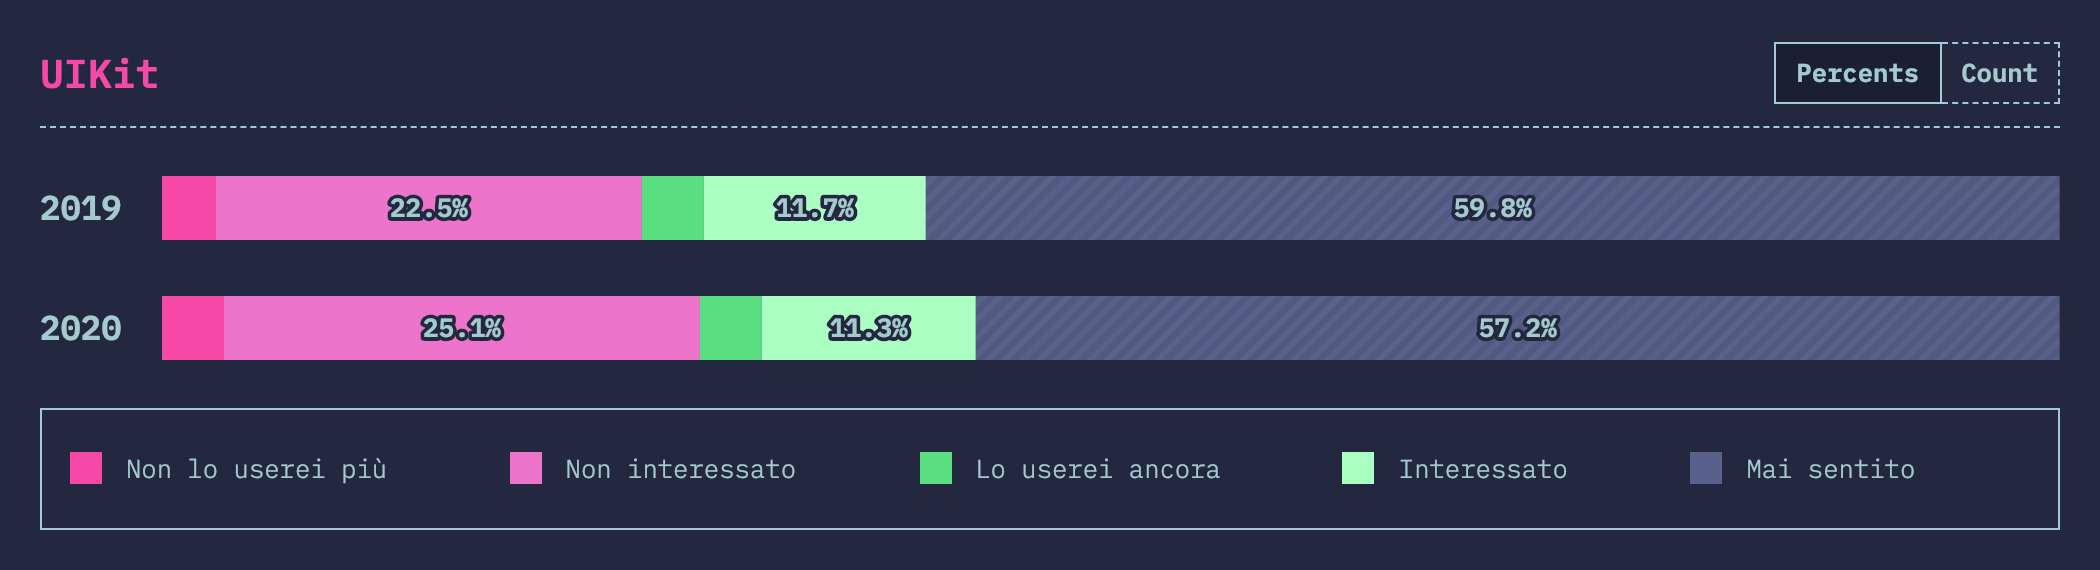 UIKit
Percents Count
2019 22.5% 11.7% 59.8%
2020 25.1% 11.3% 57.2%
Non lo userei più Non interessato Lo userei ancora Interessato Mai sentito